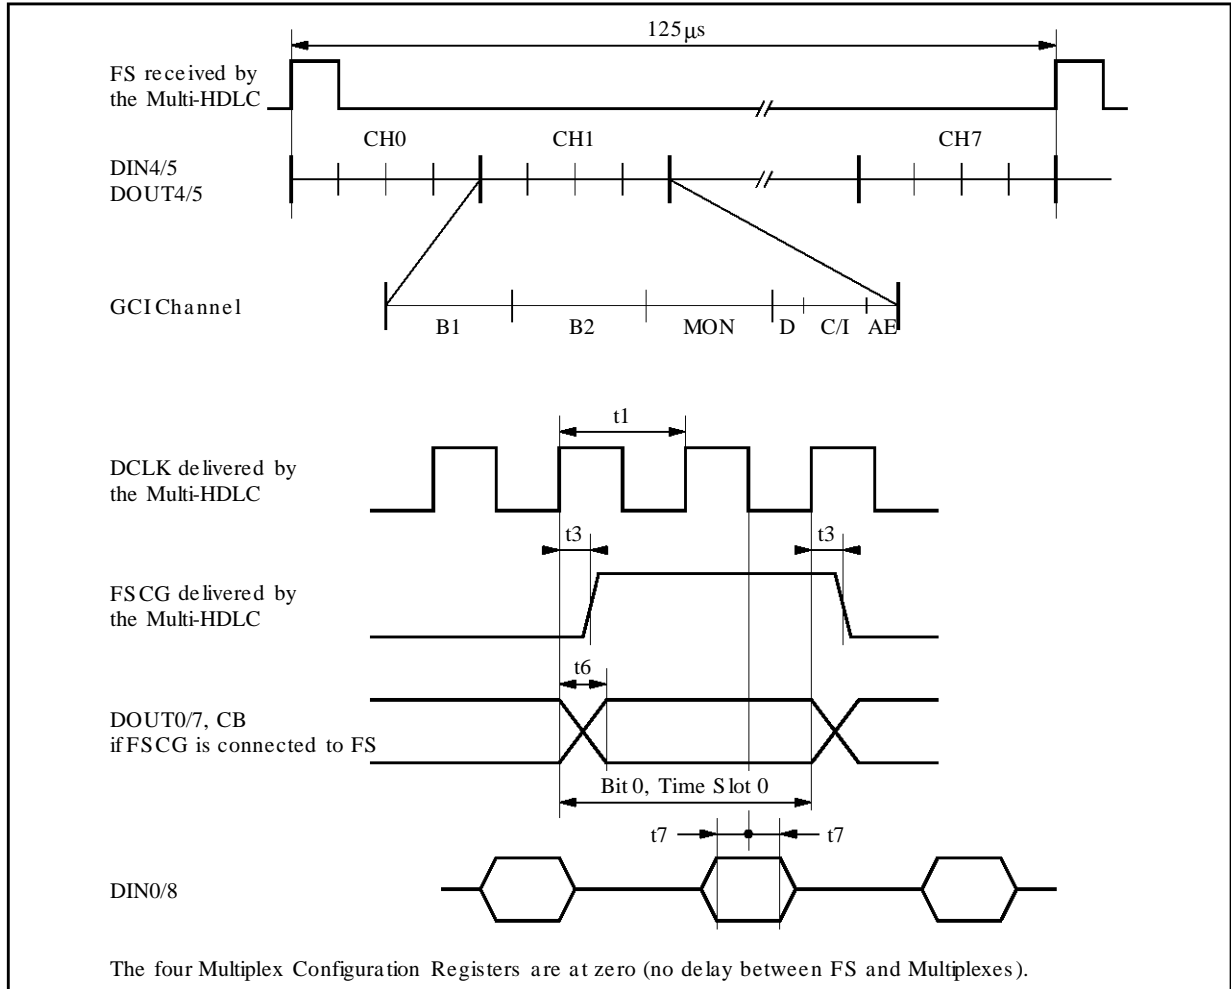 125µs
FS received by
the Multi-HDLC
CH0 CH1 CH7
DIN4/5
DOUT4/5
GCI Channel
B1 B2 MON D C/I AE
t1
DCLK delivered by
the Multi-HDLC
t3 t3
FSCG delivered by
the Multi-HDLC
t6
DOUT0/7, CB
if FSCG is connected to FS
Bit 0, Time Slot 0
t7 t7
DIN0/8
The four Multiplex Configuration Registers are at zero (no delay between FS and Multiplexes).